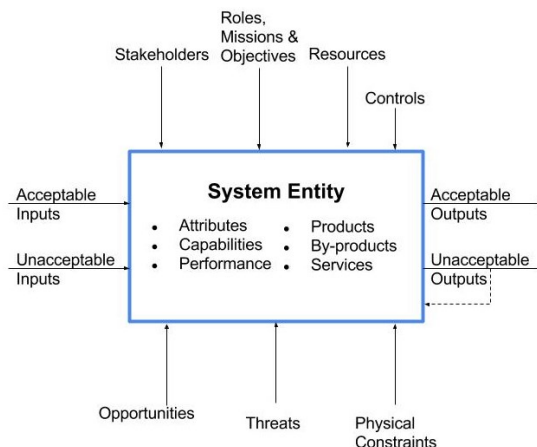 Roles,
Missions &
Objectives
Stakeholders
Resources
Controls
System Entity
• Attributes
• Capabilities
• Performance
• Products
• By-products
• Services
Acceptable
Inputs
Unacceptable
Inputs
Acceptable
Outputs
Unacceptable
Outputs
Opportunities
Threats
Physical
Constraints